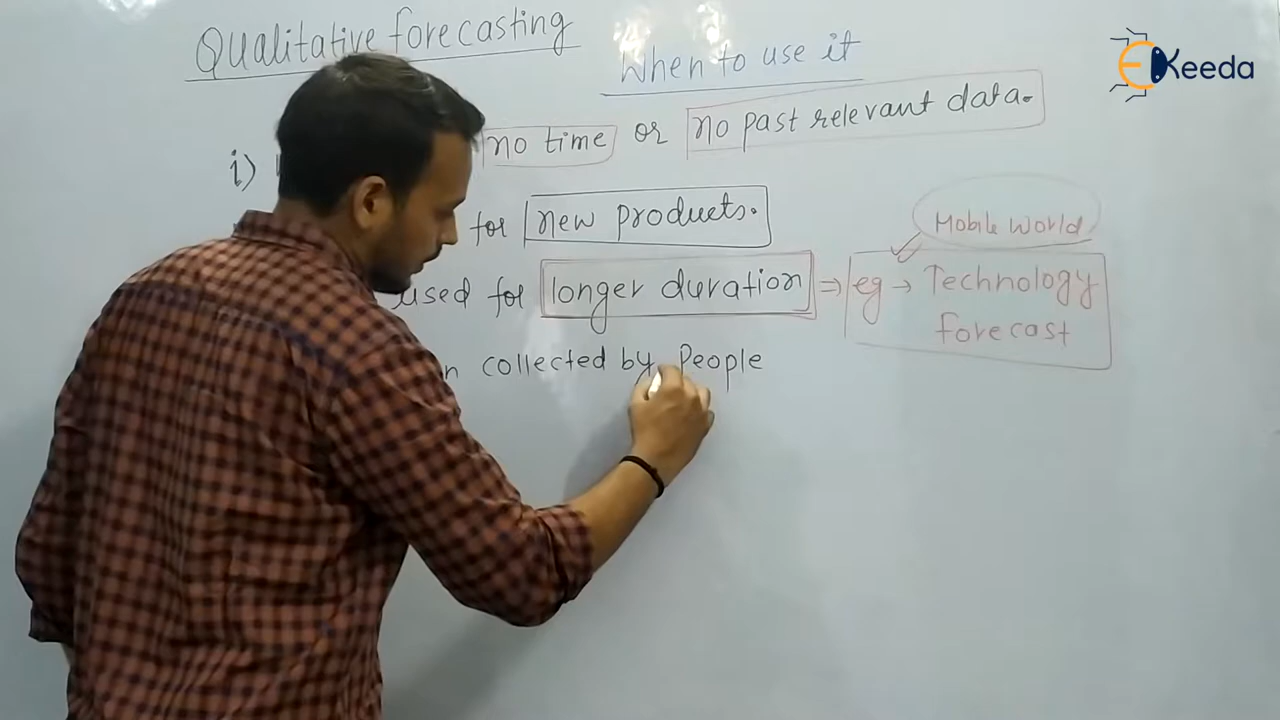 Qualitative forecasting
When to use it
EKeeda
i) no time or no past relevant data.
for new products.
Mobile World
used for longer duration ⇒ eg → Technology forecast
collected by People